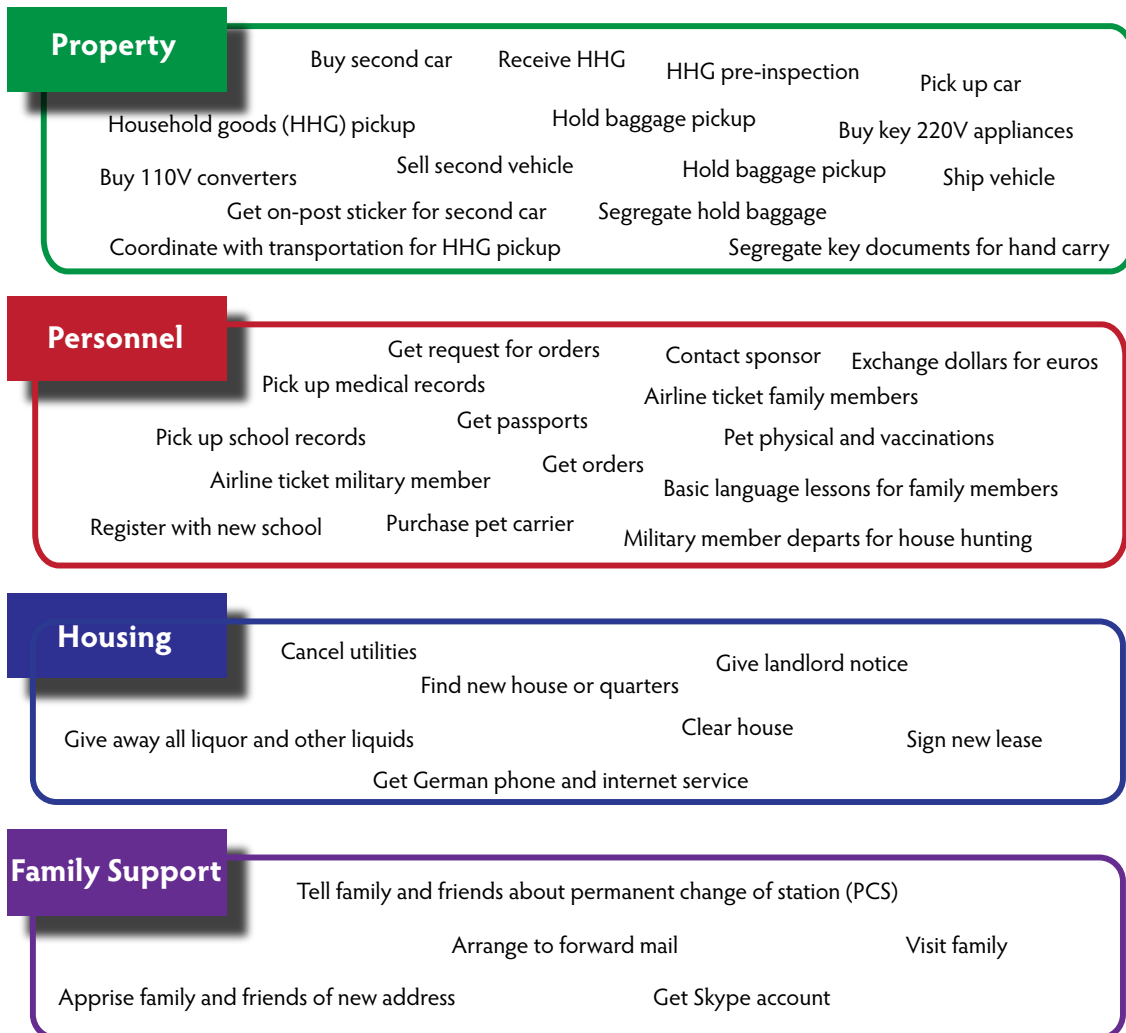 Property
Buy second car
Receive HHG
HHG pre-inspection
Pick up car
Household goods (HHG) pickup
Hold baggage pickup
Buy key 220V appliances
Buy 110V converters
Sell second vehicle
Hold baggage pickup
Ship vehicle
Get on-post sticker for second car
Segregate hold baggage
Coordinate with transportation for HHG pickup
Segregate key documents for hand carry
Personnel
Get request for orders
Contact sponsor
Exchange dollars for euros
Pick up medical records
Airline ticket family members
Get passports
Pick up school records
Pet physical and vaccinations
Get orders
Airline ticket military member
Basic language lessons for family members
Register with new school
Purchase pet carrier
Military member departs for house hunting
Housing
Cancel utilities
Give landlord notice
Find new house or quarters
Clear house
Give away all liquor and other liquids
Sign new lease
Get German phone and internet service
Family Support
Tell family and friends about permanent change of station (PCS)
Arrange to forward mail
Visit family
Apprise family and friends of new address
Get Skype account